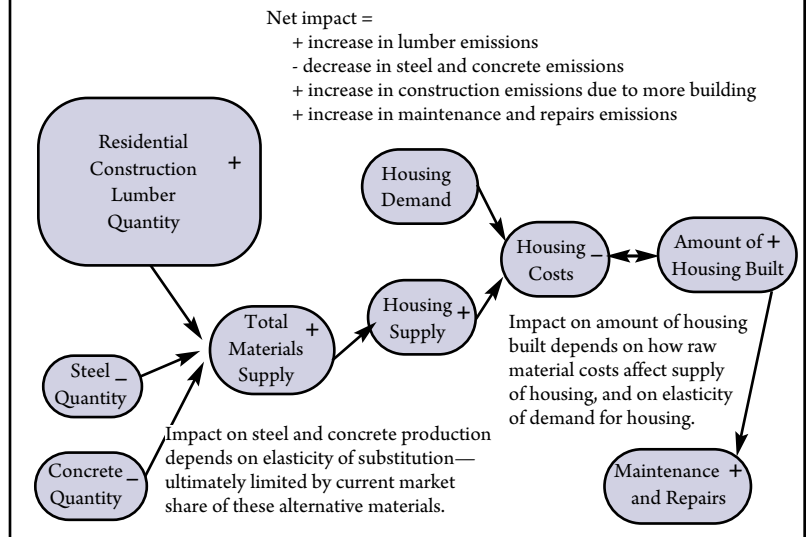 Net impact =
+ increase in lumber emissions
- decrease in steel and concrete emissions
+ increase in construction emissions due to more building
+ increase in maintenance and repairs emissions
Residential
Construction +
Lumber
Quantity
Housing
Demand
Housing –
Costs
Amount of +
Housing Built
Housing +
Supply
Total +
Materials
Supply
Steel –
Quantity
Concrete –
Quantity
Impact on amount of housing
built depends on how raw
material costs affect supply
of housing, and on elasticity
of demand for housing.
Impact on steel and concrete production
depends on elasticity of substitution—
ultimately limited by current market
share of these alternative materials.
Maintenance +
and Repairs